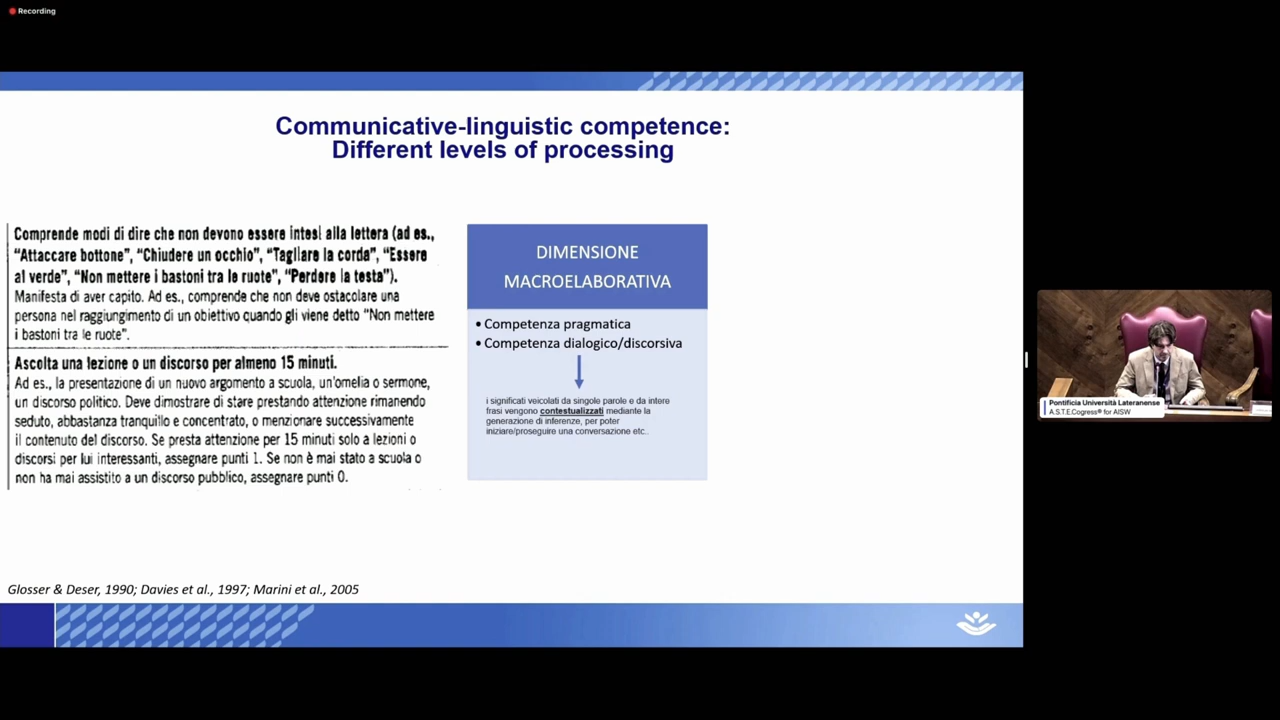 Recording
Communicative-linguistic competence:
Different levels of processing
Comprende modi di dire che non devono essere intesi alla lettera (ad es.,
"Attaccare bottone", "Chiudere un occhio", "Tagliare la corda", "Essere
al verde", "Non mettere i bastoni tra le ruote", "Perdere la testa").
Manifesta di aver capito. Ad es., comprende che non deve ostacolare una
persona nel raggiungimento di un obiettivo quando gli viene detto "Non mettere
i bastoni tra le ruote".
Ascolta una lezione o un discorso per almeno 15 minuti.
Ad es., la presentazione di un nuovo argomento a scuola, un'omelia o sermone,
un discorso politico. Deve dimostrare di stare prestando attenzione rimanendo
seduto, abbastanza tranquillo e concentrato, o menzionare successivamente
il contenuto del discorso. Se presta attenzione per 15 minuti solo a lezioni o
discorsi per lui interessanti, assegnare punti 1. Se non è mai stato a scuola o
non ha mai assistito a un discorso pubblico, assegnare punti 0.
DIMENSIONE
MACROELABORATIVA
• Competenza pragmatica
• Competenza dialogico/discorsiva
i significati veicolati da singole parole e da intere
frasi vengono contestualizzati mediante la
generazione di inferenze, per poter
iniziare/proseguire una conversazione etc..
Glosser & Deser, 1990; Davies et al., 1997; Marini et al., 2005
Pontificia Università Lateranense
A.S.T.E.Cogress® for AISW